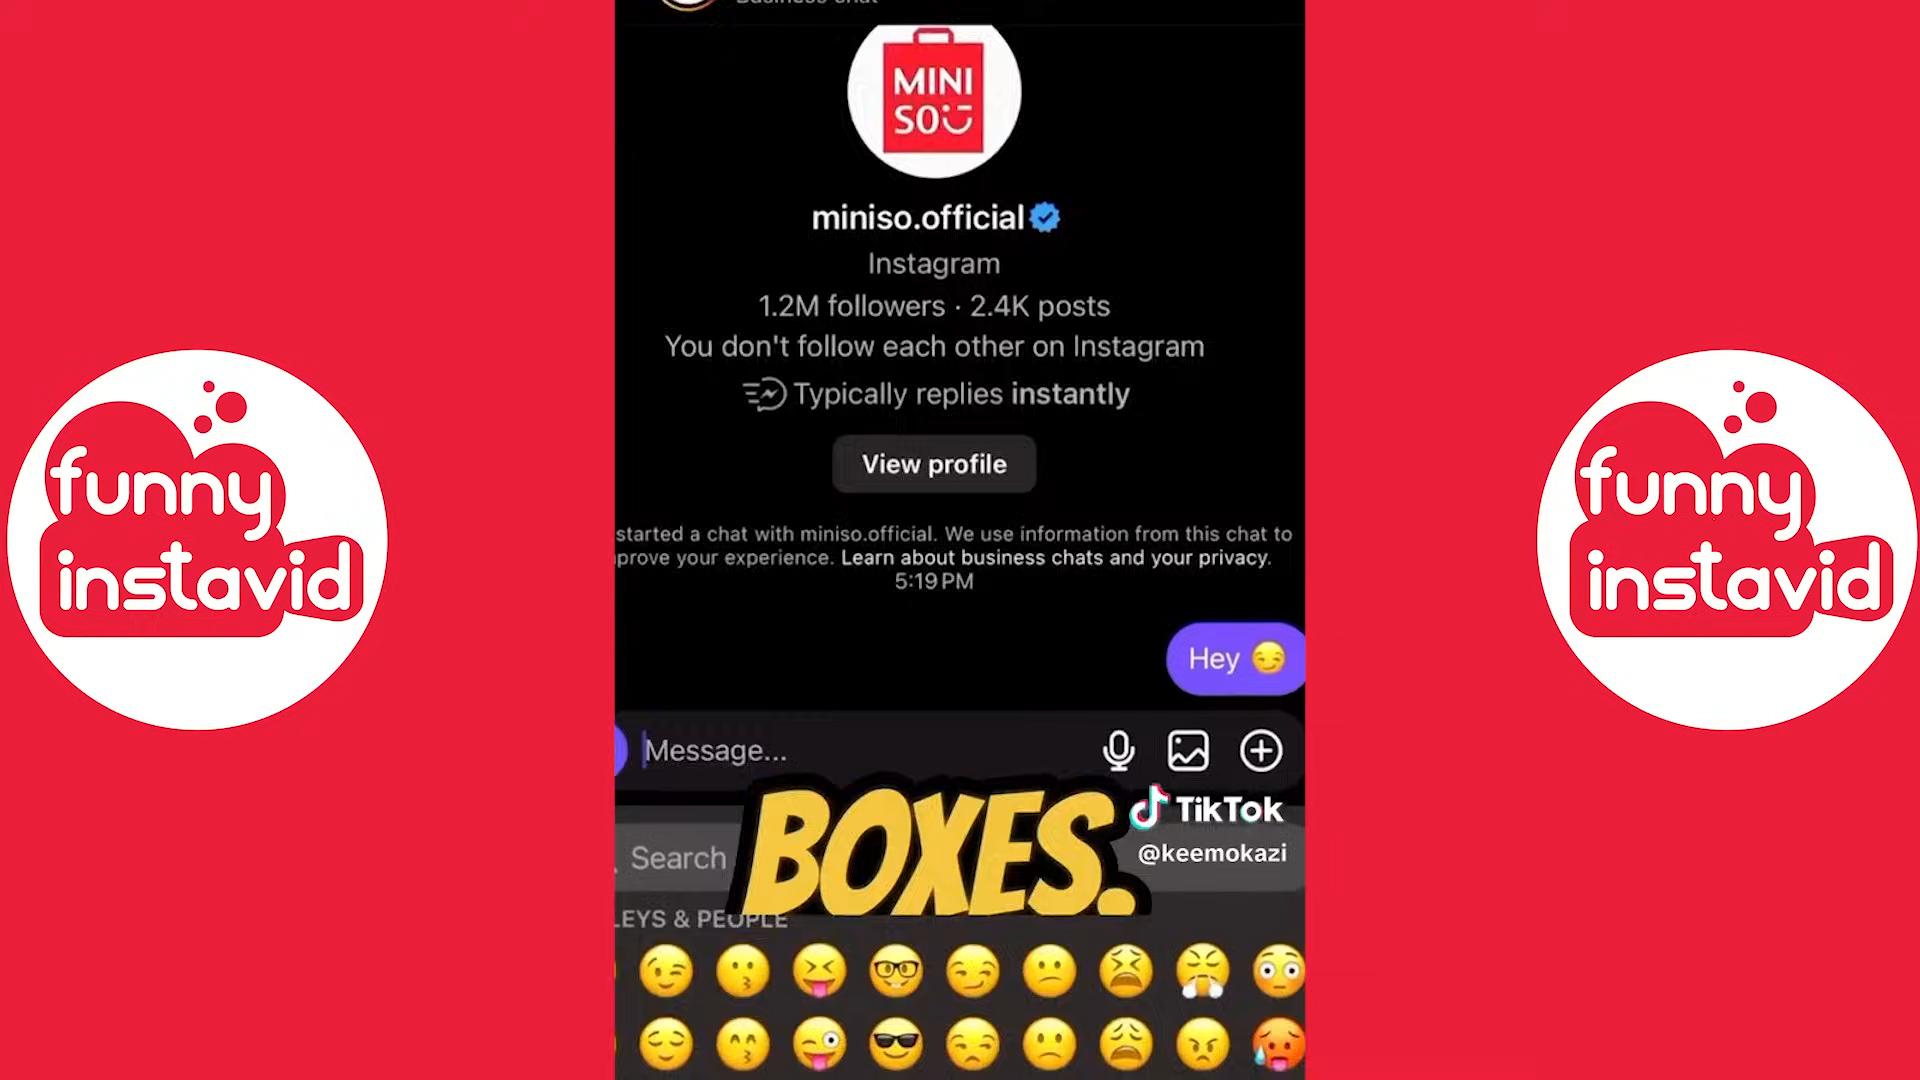 Business chat
MINI
SO
miniso.official
Instagram
1.2M followers · 2.4K posts
You don't follow each other on Instagram
Typically replies instantly
View profile
started a chat with miniso.official. We use information from this chat to
prove your experience. Learn about business chats and your privacy.
5:19 PM
Hey 😏
Message...
BOXES.
TikTok
@keemokazi
Search
LEYS & PEOPLE
funny
instavid
funny
instavid